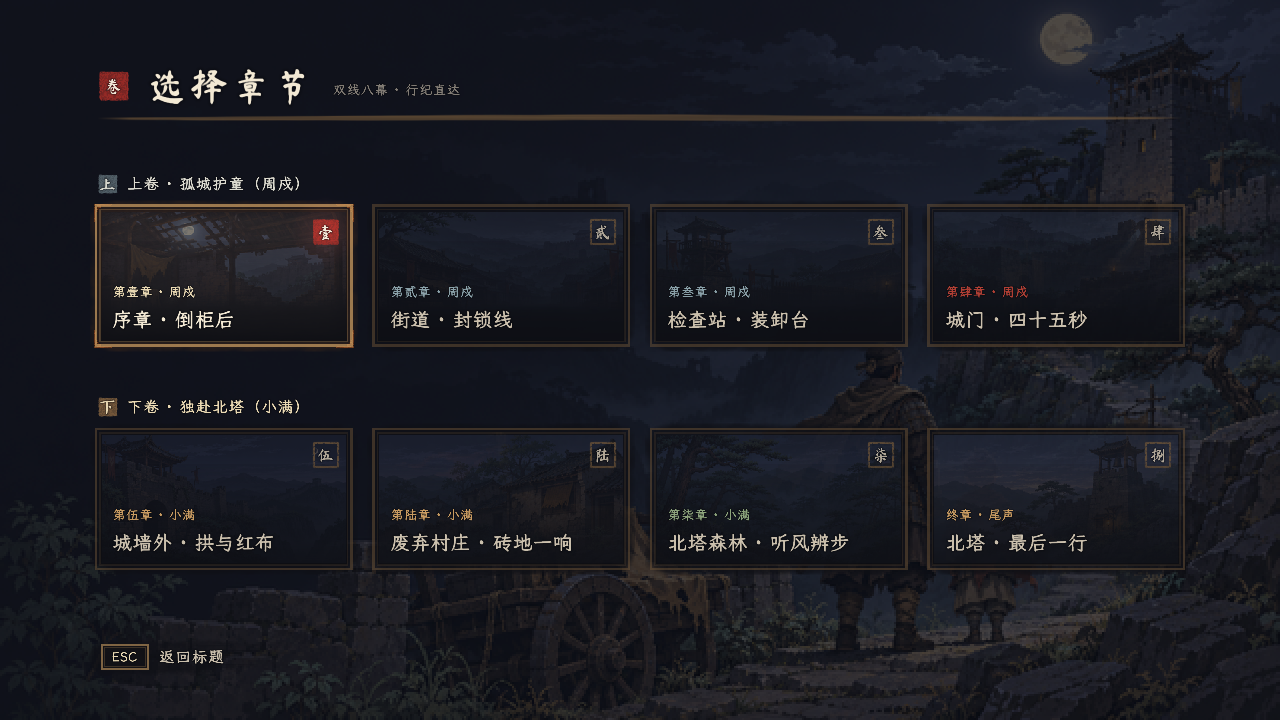 卷 选择章节 双线八幕·行纪直达
上 上卷·孤城护童（周戍）
壹
第壹章·周戍
序章·倒柜后
贰
第贰章·周戍
街道·封锁线
叁
第叁章·周戍
检查站·装卸台
肆
第肆章·周戍
城门·四十五秒
下 下卷·独赴北塔（小满）
伍
第伍章·小满
城墙外·拱与红布
陆
第陆章·小满
废弃村庄·砖地一响
柒
第柒章·小满
北塔森林·听风辨步
捌
终章·尾声
北塔·最后一行
ESC 返回标题